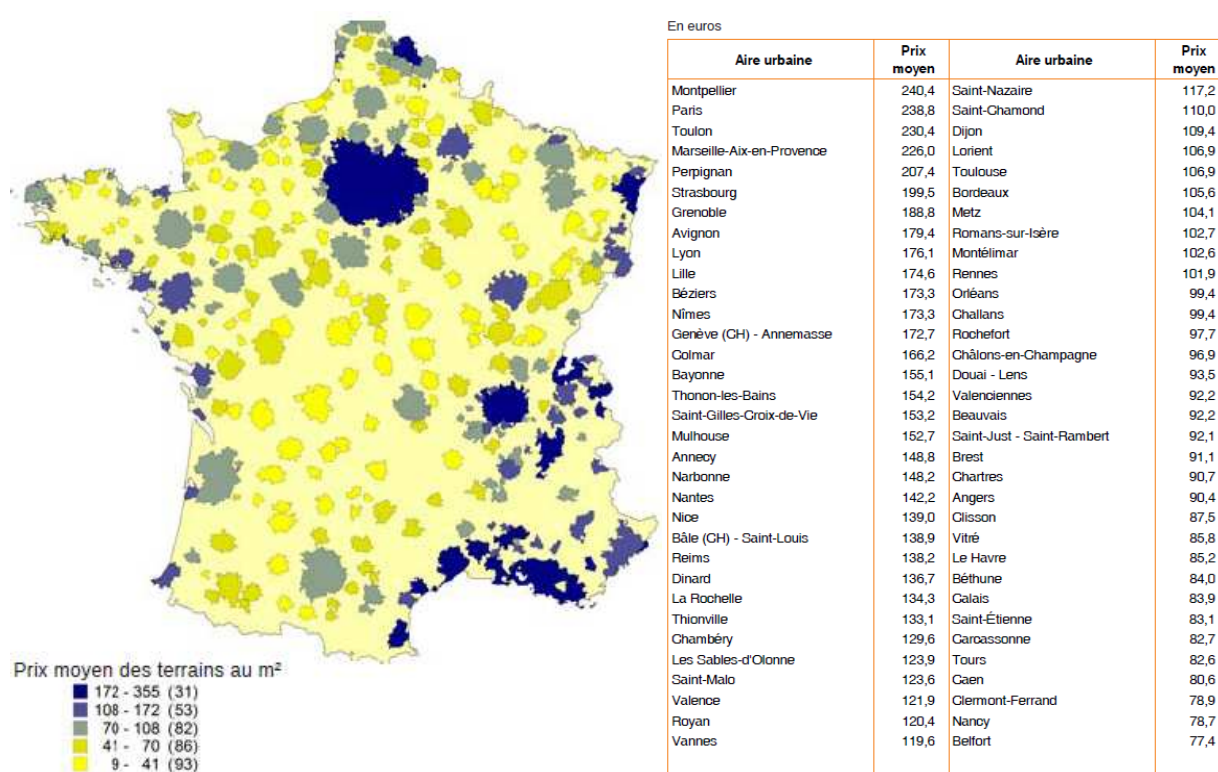 En euros
Aire urbaine Prix moyen Aire urbaine Prix moyen
Montpellier 240,4 Saint-Nazaire 117,2
Paris 238,8 Saint-Chamond 110,0
Toulon 230,4 Dijon 109,4
Marseille-Aix-en-Provence 226,0 Lorient 106,9
Perpignan 207,4 Toulouse 106,9
Strasbourg 199,5 Bordeaux 105,6
Grenoble 188,8 Metz 104,1
Avignon 179,4 Romans-sur-Isère 102,7
Lyon 176,1 Montélimar 102,6
Lille 174,6 Rennes 101,9
Béziers 173,3 Orléans 99,4
Nîmes 173,3 Challans 99,4
Genève (CH) - Annemasse 172,7 Rochefort 97,7
Colmar 166,2 Châlons-en-Champagne 96,9
Bayonne 155,1 Douai - Lens 93,5
Thonon-les-Bains 154,2 Valenciennes 92,2
Saint-Gilles-Croix-de-Vie 153,2 Beauvais 92,2
Mulhouse 152,7 Saint-Just - Saint-Rambert 92,1
Annecy 148,8 Brest 91,1
Narbonne 148,2 Chartres 90,7
Nantes 142,2 Angers 90,4
Nice 139,0 Clisson 87,5
Bâle (CH) - Saint-Louis 138,9 Vitré 85,8
Reims 138,2 Le Havre 85,2
Dinard 136,7 Béthune 84,0
La Rochelle 134,3 Calais 83,9
Thionville 133,1 Saint-Étienne 83,1
Chambéry 129,6 Carcassonne 82,7
Les Sables-d'Olonne 123,9 Tours 82,6
Saint-Malo 123,6 Caen 80,6
Valence 121,9 Clermont-Ferrand 78,9
Royan 120,4 Nancy 78,7
Vannes 119,6 Belfort 77,4
Prix moyen des terrains au m²
172 - 355 (31)
108 - 172 (53)
70 - 108 (82)
41 - 70 (86)
9 - 41 (93)